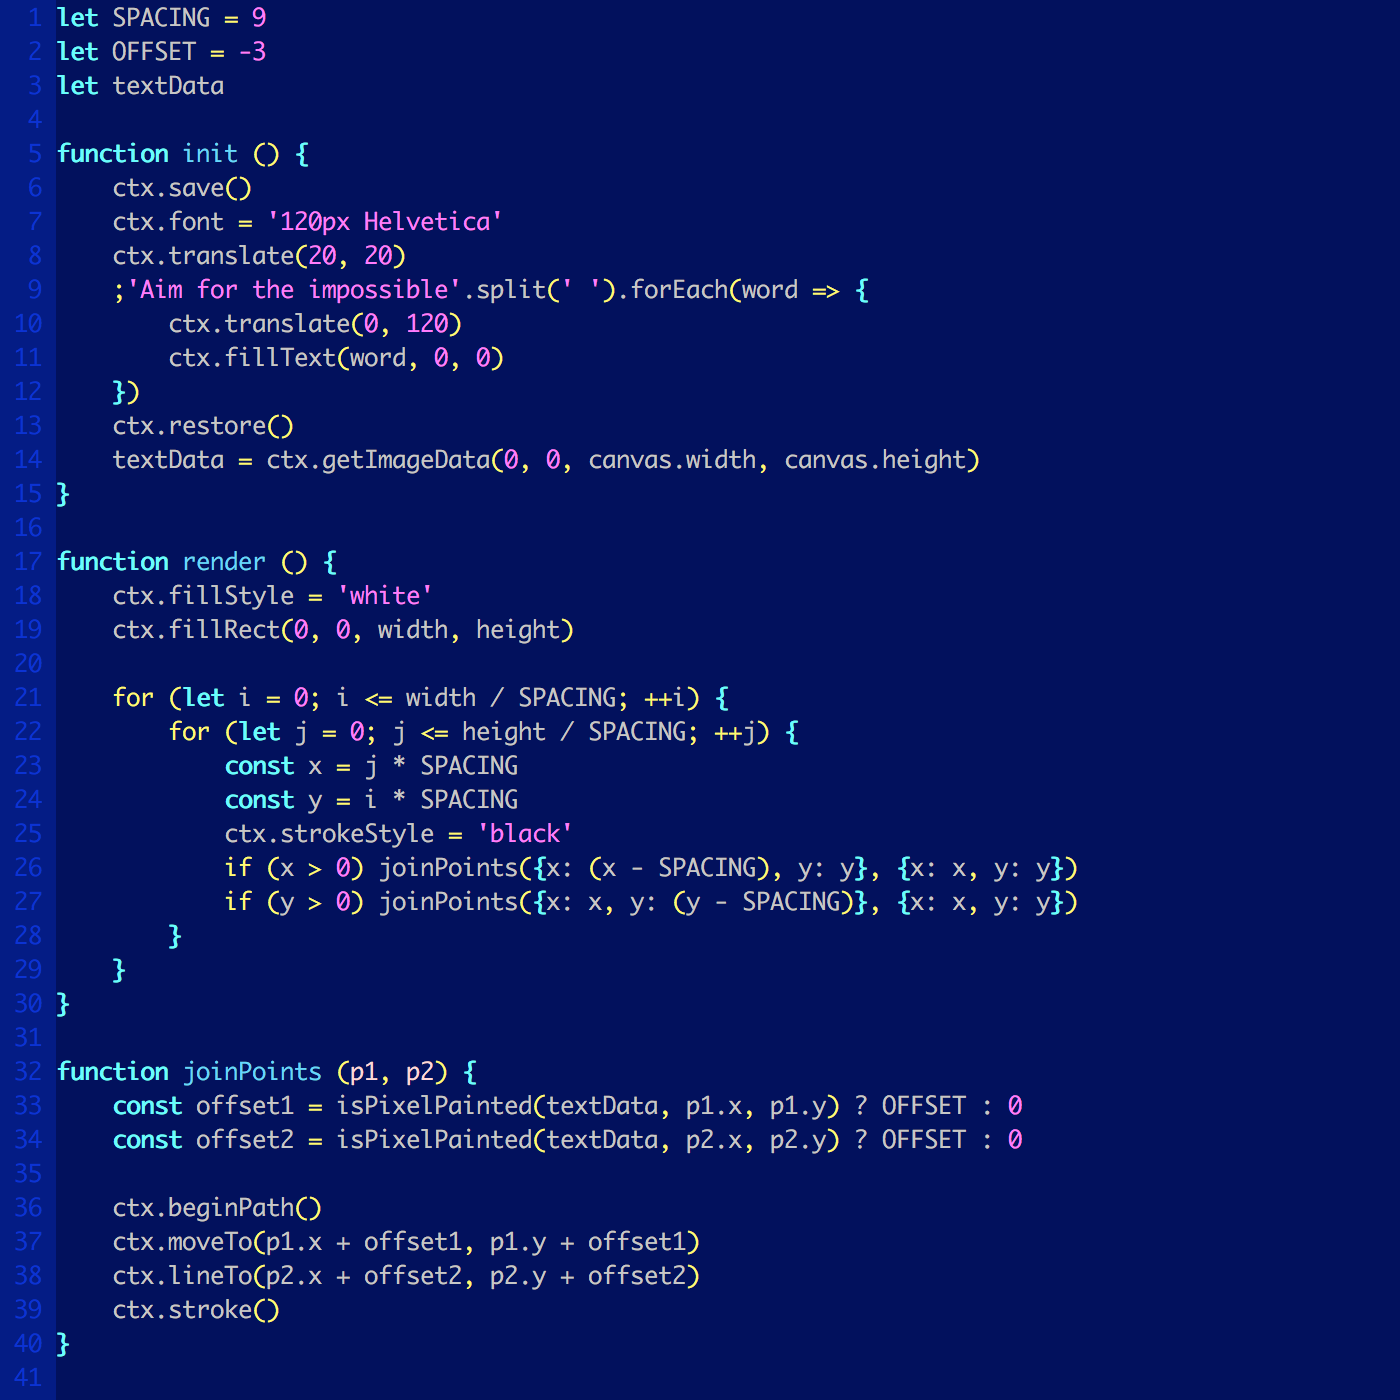 1 let SPACING = 9
2 let OFFSET = -3
3 let textData
4
5 function init () {
6     ctx.save()
7     ctx.font = '120px Helvetica'
8     ctx.translate(20, 20)
9     ;'Aim for the impossible'.split(' ').forEach(word => {
10         ctx.translate(0, 120)
11         ctx.fillText(word, 0, 0)
12     })
13     ctx.restore()
14     textData = ctx.getImageData(0, 0, canvas.width, canvas.height)
15 }
16
17 function render () {
18     ctx.fillStyle = 'white'
19     ctx.fillRect(0, 0, width, height)
20
21     for (let i = 0; i <= width / SPACING; ++i) {
22         for (let j = 0; j <= height / SPACING; ++j) {
23             const x = j * SPACING
24             const y = i * SPACING
25             ctx.strokeStyle = 'black'
26             if (x > 0) joinPoints({x: (x - SPACING), y: y}, {x: x, y: y})
27             if (y > 0) joinPoints({x: x, y: (y - SPACING)}, {x: x, y: y})
28         }
29     }
30 }
31
32 function joinPoints (p1, p2) {
33     const offset1 = isPixelPainted(textData, p1.x, p1.y) ? OFFSET : 0
34     const offset2 = isPixelPainted(textData, p2.x, p2.y) ? OFFSET : 0
35
36     ctx.beginPath()
37     ctx.moveTo(p1.x + offset1, p1.y + offset1)
38     ctx.lineTo(p2.x + offset2, p2.y + offset2)
39     ctx.stroke()
40 }
41